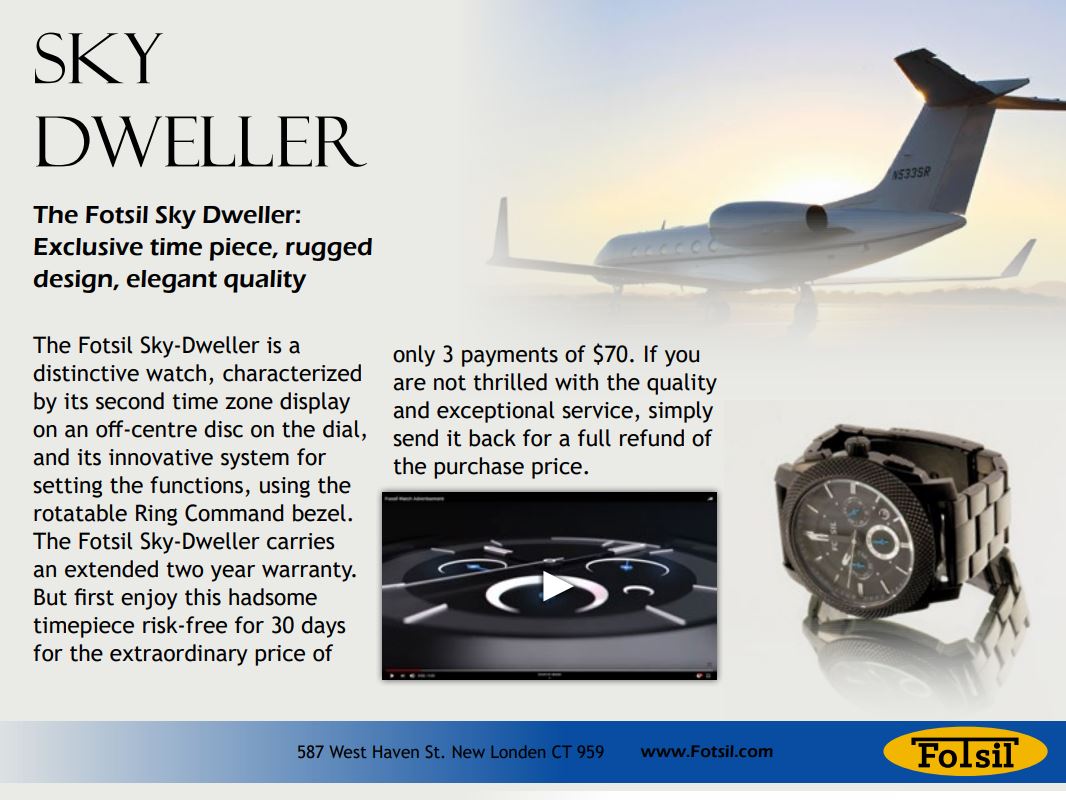 SKY
DWELLER
The Fotsil Sky Dweller:
Exclusive time piece, rugged
design, elegant quality
The Fotsil Sky-Dweller is a
distinctive watch, characterized
by its second time zone display
on an off-centre disc on the dial,
and its innovative system for
setting the functions, using the
rotatable Ring Command bezel.
The Fotsil Sky-Dweller carries
an extended two year warranty.
But first enjoy this hadsome
timepiece risk-free for 30 days
for the extraordinary price of
only 3 payments of $70. If you
are not thrilled with the quality
and exceptional service, simply
send it back for a full refund of
the purchase price.
N533SR
587 West Haven St. New Londen CT 959
www.Fotsil.com
Fotsil